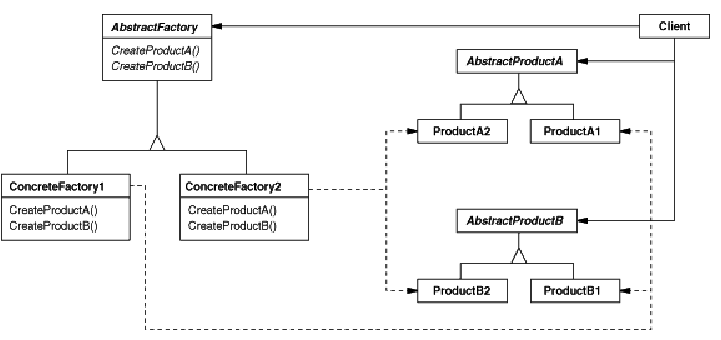 AbstractFactory
CreateProductA()
CreateProductB()
Client
AbstractProductA
ProductA2
ProductA1
ConcreteFactory1
CreateProductA()
CreateProductB()
ConcreteFactory2
CreateProductA()
CreateProductB()
AbstractProductB
ProductB2
ProductB1